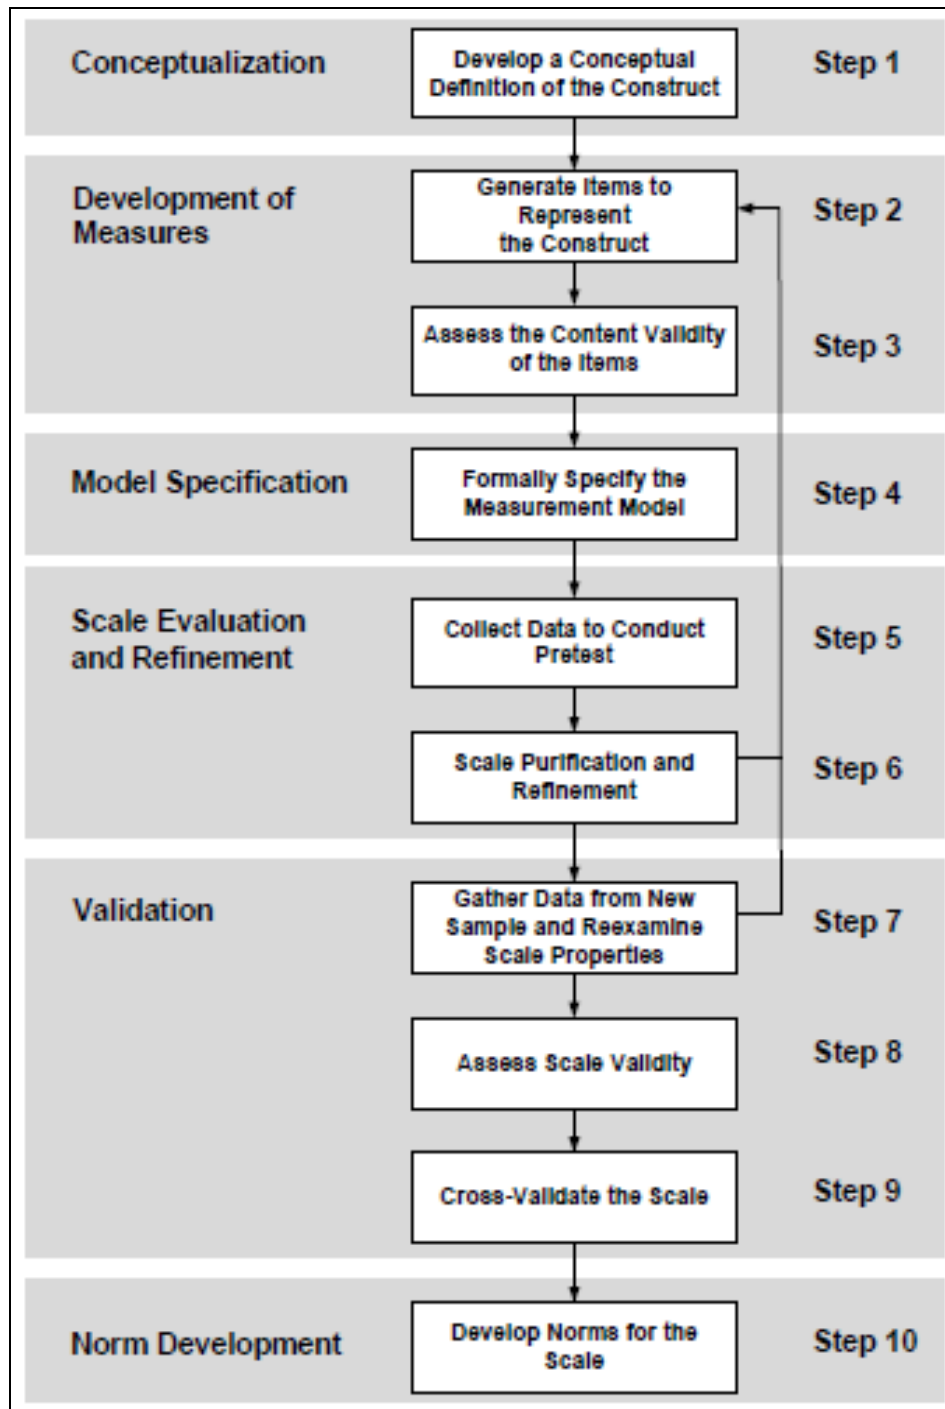 Conceptualization
Develop a Conceptual
Definition of the Construct
Step 1
Development of
Measures
Generate Items to
Represent
the Construct
Step 2
Assess the Content Validity
of the Items
Step 3
Model Specification
Formally Specify the
Measurement Model
Step 4
Scale Evaluation
and Refinement
Collect Data to Conduct
Pretest
Step 5
Scale Purification and
Refinement
Step 6
Validation
Gather Data from New
Sample and Reexamine
Scale Properties
Step 7
Assess Scale Validity
Step 8
Cross-Validate the Scale
Step 9
Norm Development
Develop Norms for the
Scale
Step 10